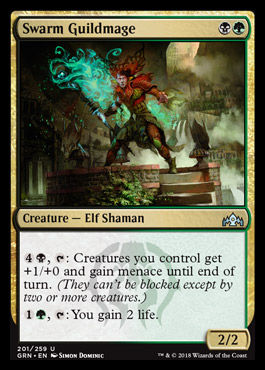 Swarm Guildmage
Creature — Elf Shaman
4, : Creatures you control get
+1/+0 and gain menace until end
of turn. (They can't be blocked except by
two or more creatures.)
1, : You gain 2 life.
2/2
201/259 U
GRN • EN SIMON DOMINIC
™ & © 2018 Wizards of the Coast